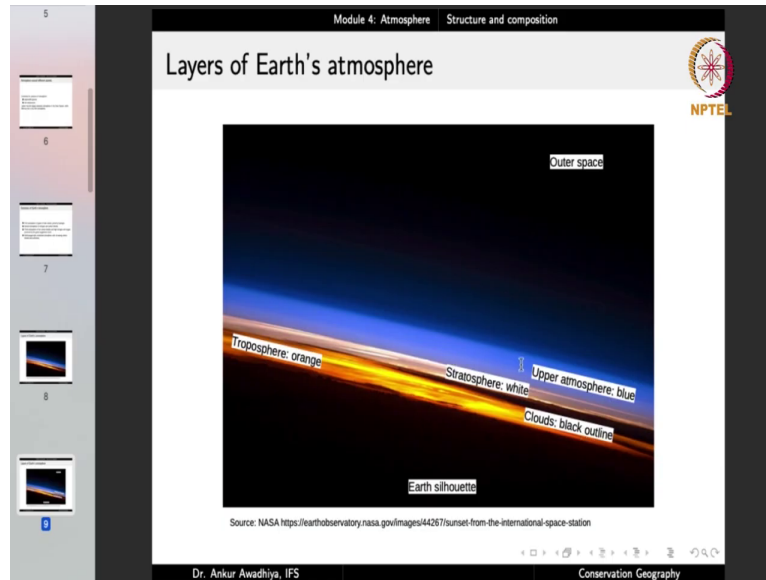 5
6
7
8
9
Module 4: Atmosphere Structure and composition
Layers of Earth's atmosphere
NPTEL
Outer space
Troposphere: orange
Stratosphere: white
Upper atmosphere: blue
Clouds: black outline
Earth silhouette
Source: NASA https://earthobservatory.nasa.gov/images/44267/sunset-from-the-international-space-station
Dr. Ankur Awadhiya, IFS Conservation Geography